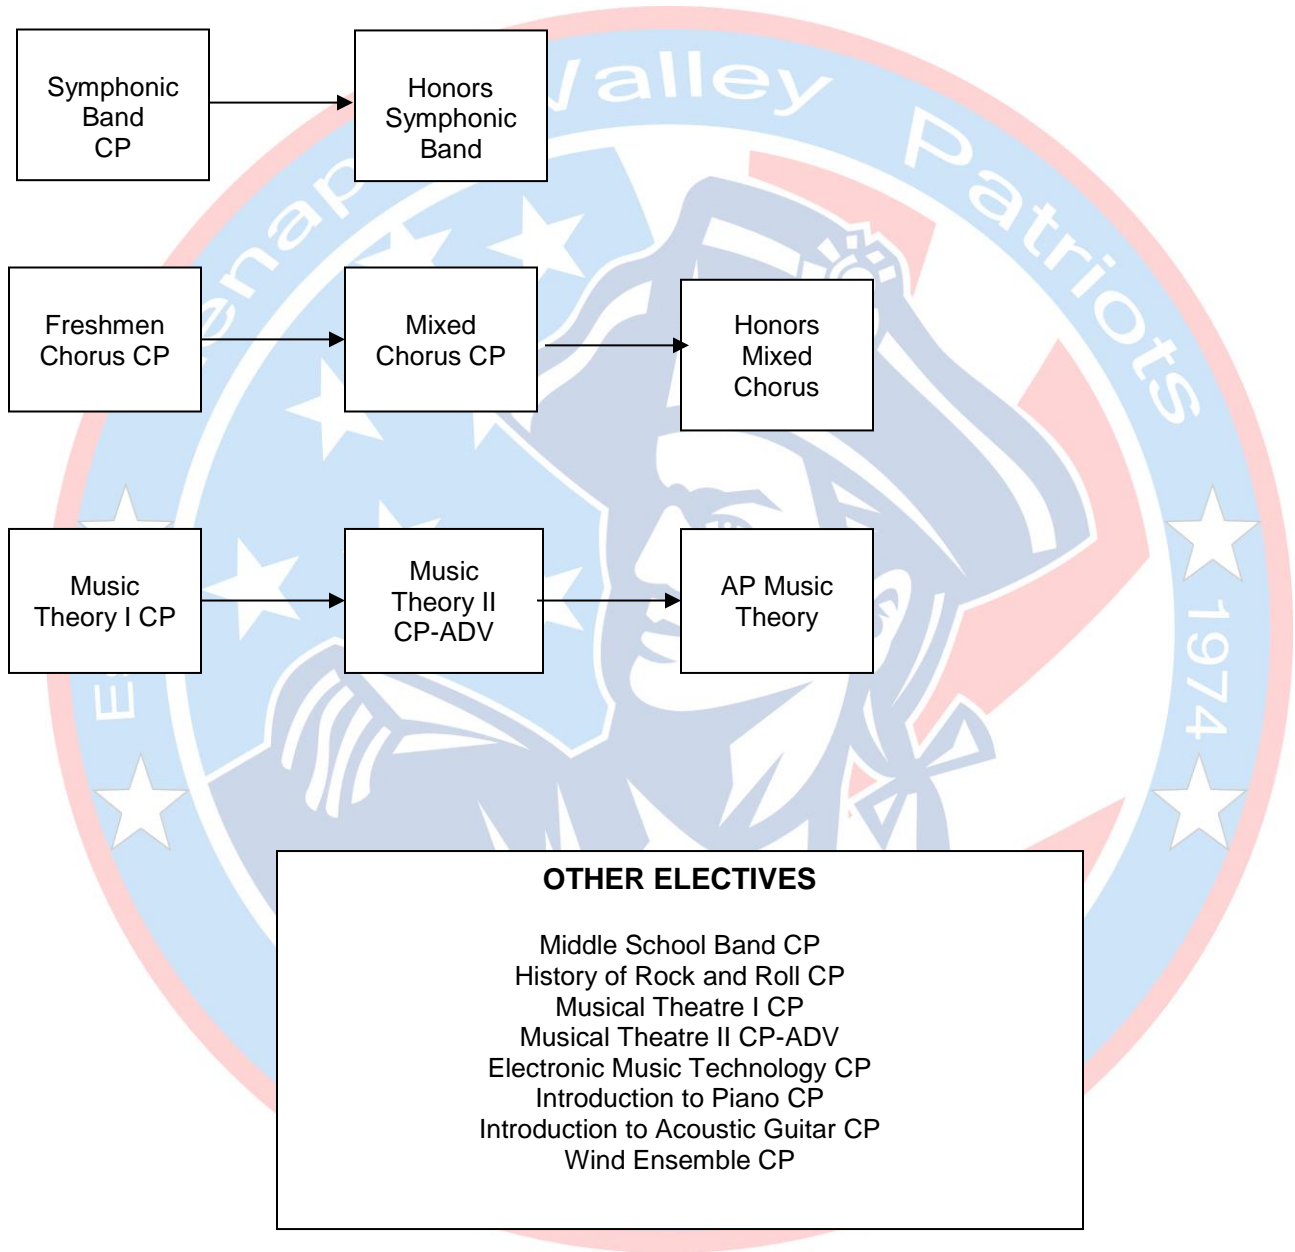 Symphonic
Band
CP
Honors
Symphonic
Band
Valley
Patriots
Freshmen
Chorus CP
Mixed
Chorus CP
Honors
Mixed
Chorus
Music
Theory I CP
Music
Theory II
CP-ADV
AP Music
Theory
1974
OTHER ELECTIVES
Middle School Band CP
History of Rock and Roll CP
Musical Theatre I CP
Musical Theatre II CP-ADV
Electronic Music Technology CP
Introduction to Piano CP
Introduction to Acoustic Guitar CP
Wind Ensemble CP